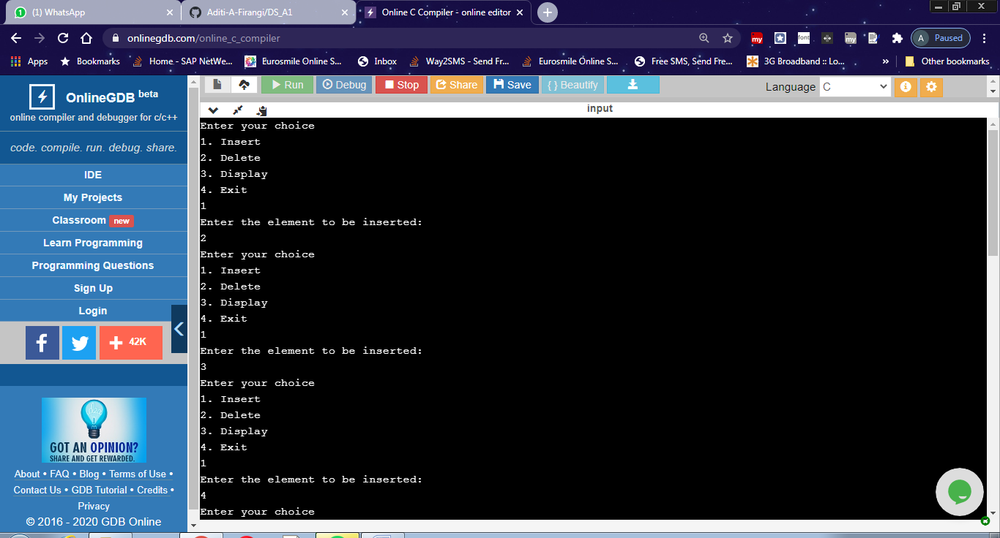 (1) WhatsApp
Aditi-A-Firangi/DS_A1
Online C Compiler - online editor
onlinegdb.com/online_c_compiler
my
font
my
A Paused
Apps
Bookmarks
Home - SAP NetWe...
Eurosmile Online S...
Inbox
Way2SMS - Send Fr...
Eurosmile Online S...
Free SMS, Send Fre...
3G Broadband :: Lo...
»
Other bookmarks
OnlineGDB beta
online compiler and debugger for c/c++
code. compile. run. debug. share.
IDE
My Projects
Classroom new
Learn Programming
Programming Questions
Sign Up
Login
42K
GOT AN OPINION?
SHARE AND GET REWARDED.
About • FAQ • Blog • Terms of Use •
Contact Us • GDB Tutorial • Credits •
Privacy
© 2016 - 2020 GDB Online
Run
Debug
Stop
Share
Save
{ } Beautify
Language C
input
Enter your choice
1. Insert
2. Delete
3. Display
4. Exit
1
Enter the element to be inserted:
2
Enter your choice
1. Insert
2. Delete
3. Display
4. Exit
1
Enter the element to be inserted:
3
Enter your choice
1. Insert
2. Delete
3. Display
4. Exit
1
Enter the element to be inserted:
4
Enter your choice